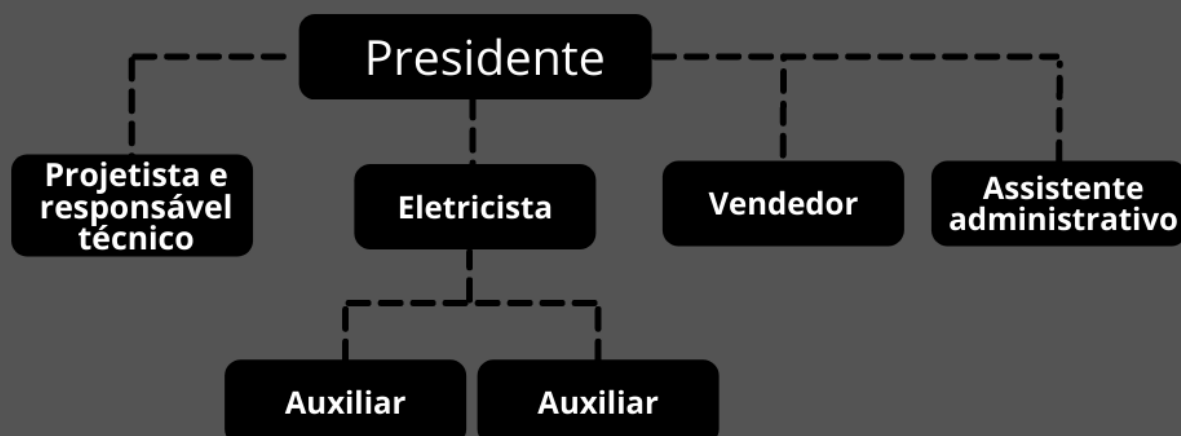 Presidente
Projetista e
responsável
técnico
Eletricista
Vendedor
Assistente
administrativo
Auxiliar
Auxiliar